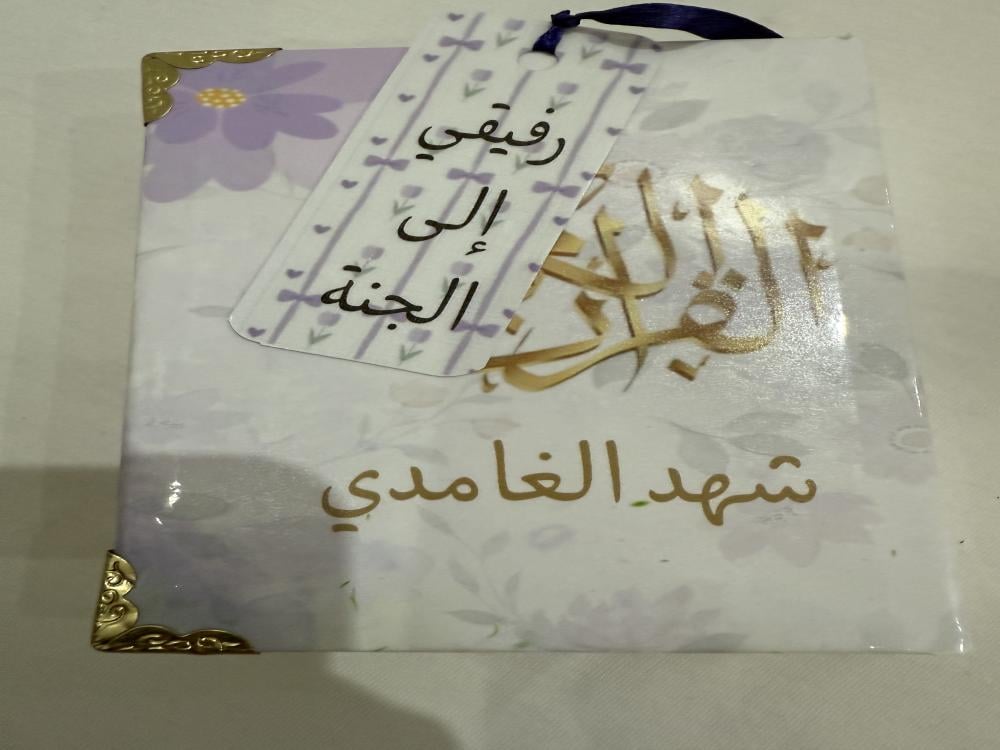 رفيقي
إلى
الجنة
القرآن
شهد الغامدي